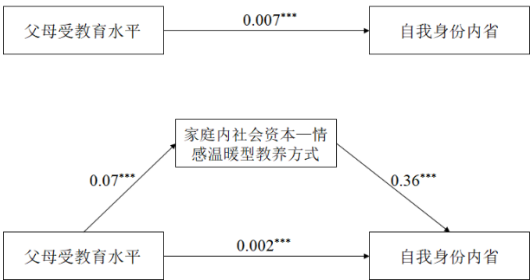 父母受教育水平
0.007***
自我身份内省
家庭内社会资本—情
感温暖型教养方式
0.07***
0.36***
父母受教育水平
0.002***
自我身份内省